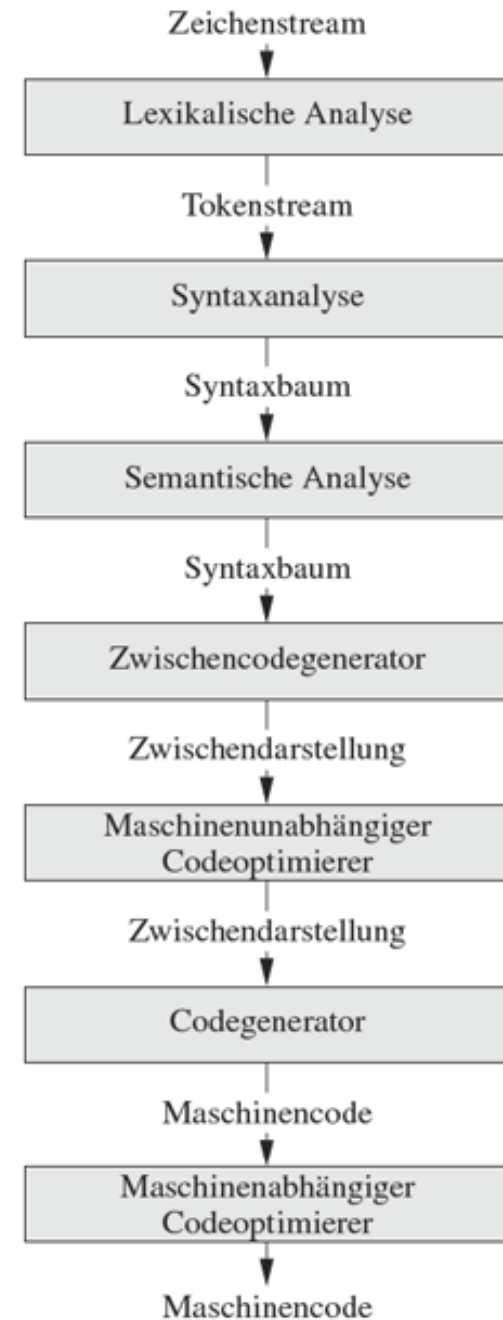 Zeichenstream
Lexikalische Analyse
Tokenstream
Syntaxanalyse
Syntaxbaum
Semantische Analyse
Syntaxbaum
Zwischencodegenerator
Zwischendarstellung
Maschinenunabhängiger
Codeoptimierer
Zwischendarstellung
Codegenerator
Maschinencode
Maschinenabhängiger
Codeoptimierer
Maschinencode